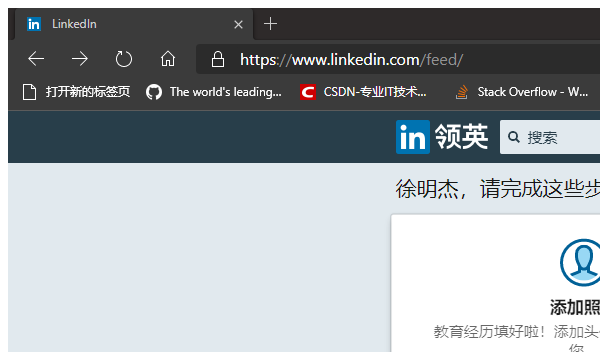 LinkedIn
https://www.linkedin.com/feed/
打开新的标签页 The world's leading... CSDN-专业IT技术... Stack Overflow - W...
in 领英 搜索
徐明杰，请完成这些步
添加照
教育经历填好啦！添加头
您